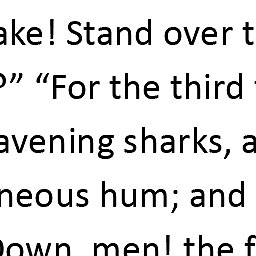 ake! Stand over t
?” “For the third
avening sharks, a
neous hum; and
Down, men! the f